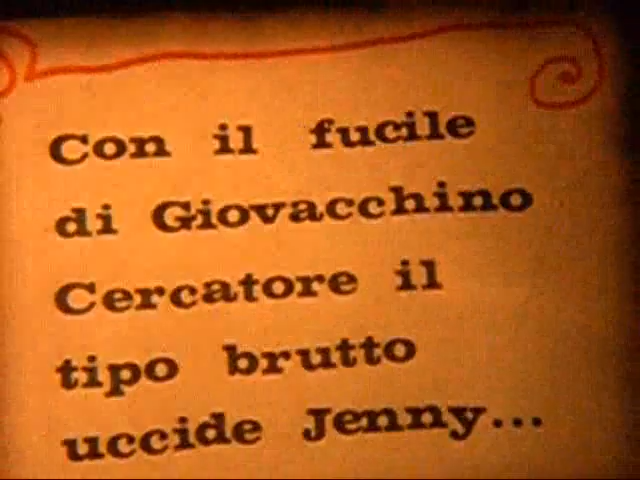 Con il fucile
di Giovacchino
Cercatore il
tipo brutto
uccide Jenny...